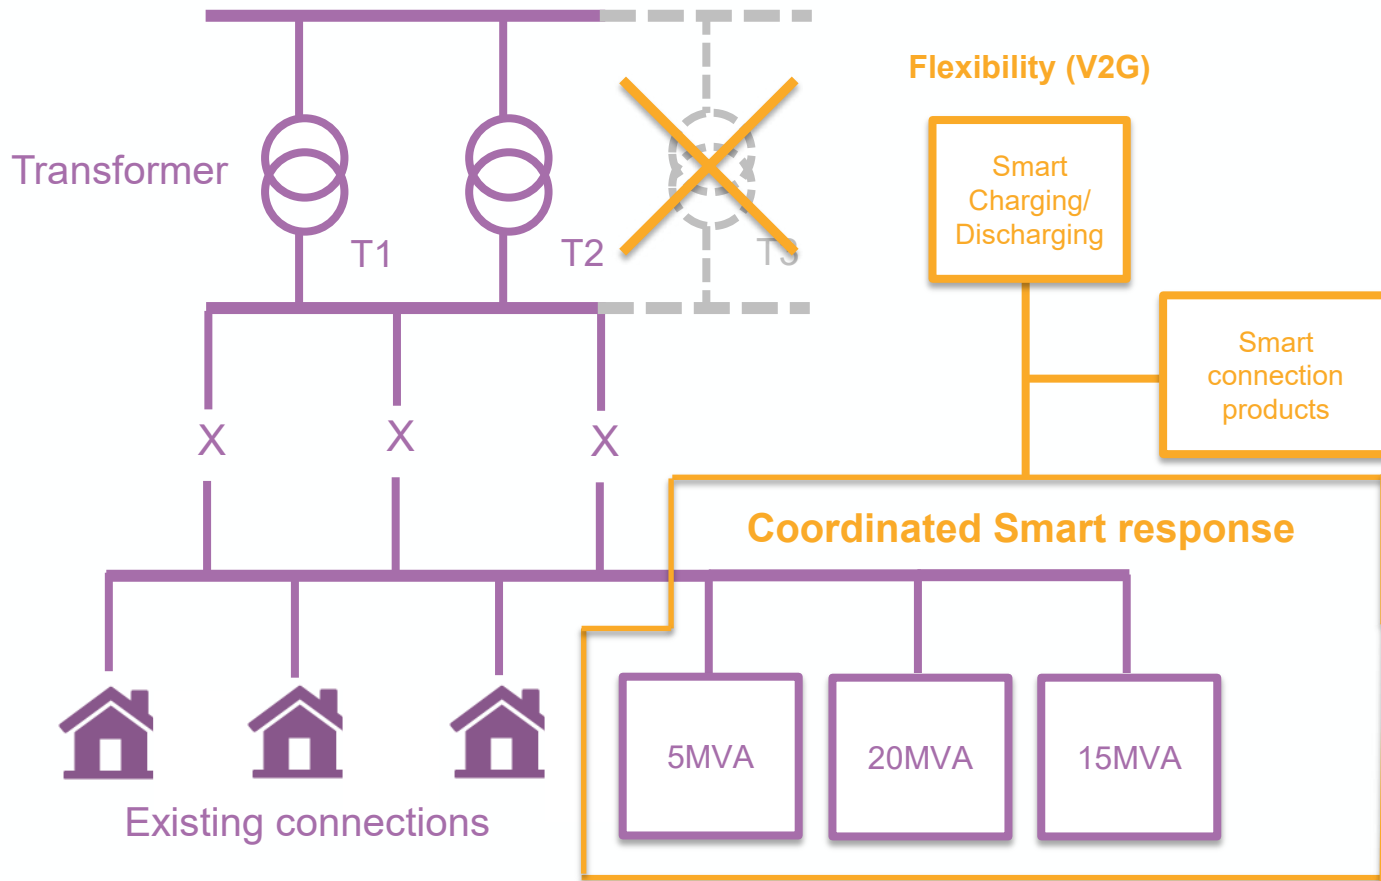 Flexibility (V2G)
Transformer
T1
T2
T3
Smart
Charging/
Discharging
Smart
connection
products
X
X
X
Coordinated Smart response
5MVA
20MVA
15MVA
Existing connections